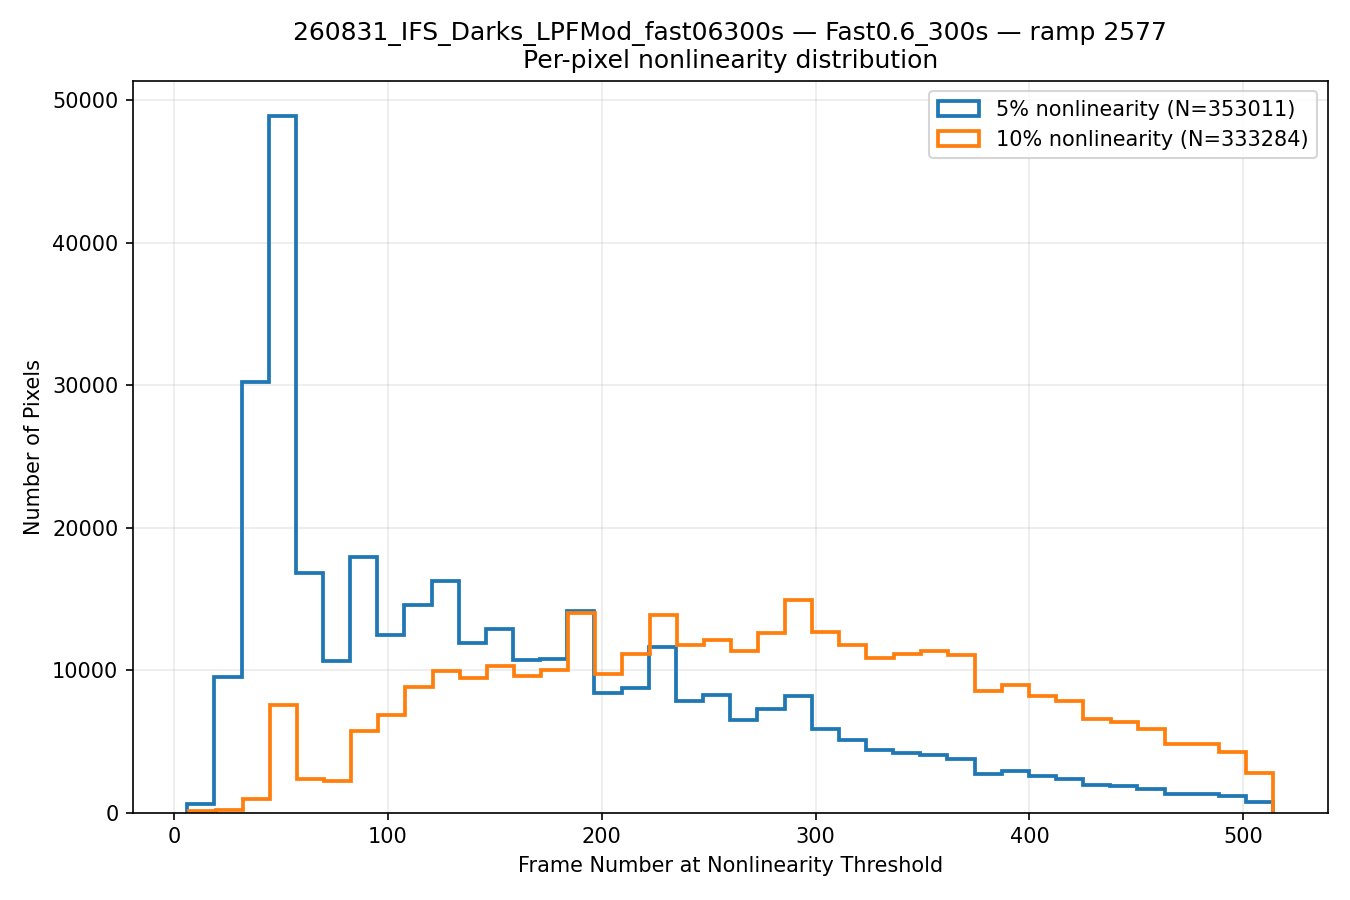 260831_IFS_Darks_LPFMod_fast06300s — Fast0.6_300s — ramp 2577
Per-pixel nonlinearity distribution
5% nonlinearity (N=353011)
10% nonlinearity (N=333284)
Number of Pixels
50000
40000
30000
20000
10000
0
0 100 200 300 400 500
Frame Number at Nonlinearity Threshold